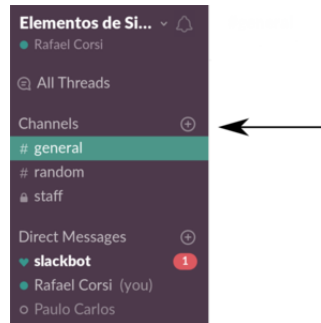 Elementos de Si...
Rafael Corsi
All Threads
Channels
# general
# random
staff
Direct Messages
slackbot 1
Rafael Corsi (you)
Paulo Carlos